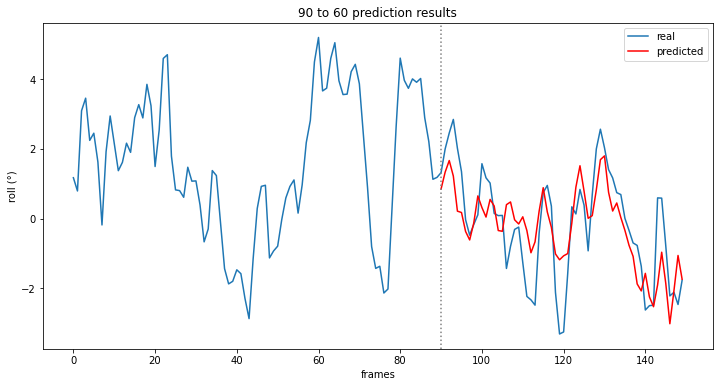 90 to 60 prediction results
real
predicted
roll (°)
4
2
0
−2
0 20 40 60 80 100 120 140
frames